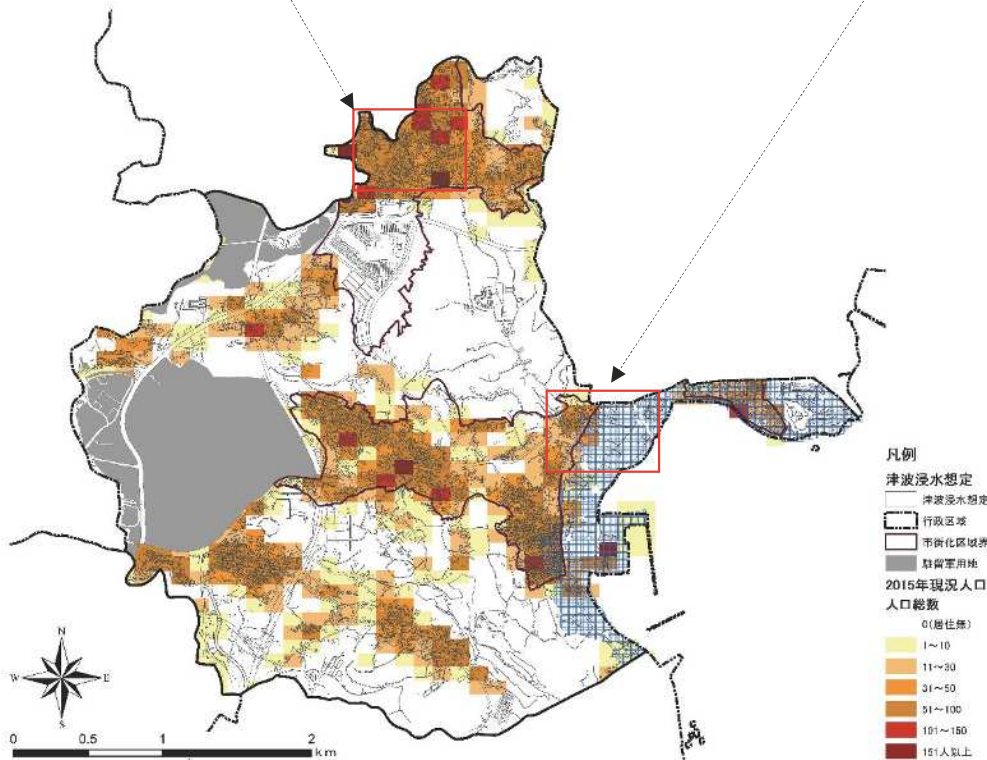 凡例
津波浸水想定
津波浸水想定
行政区域
市街化区域界
駐留軍用地
2015年現況人口
人口総数
0(居住無)
1～10
11～30
31～50
51～100
101～150
151人以上
N
W
E
S
0 0.5 1 2
km